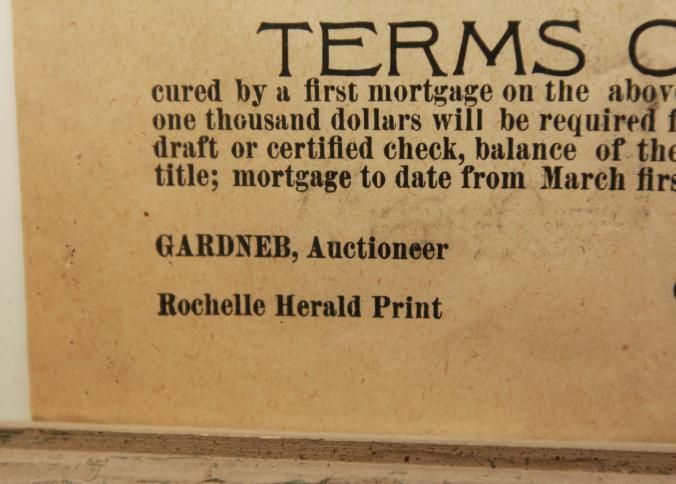 TERMS
cured by a first mortgage on the
one thousand dollars will be required
draft or certified check, balance of the
title; mortgage to date from March
GARDNEB, Auctioneer
Rochelle Herald Print